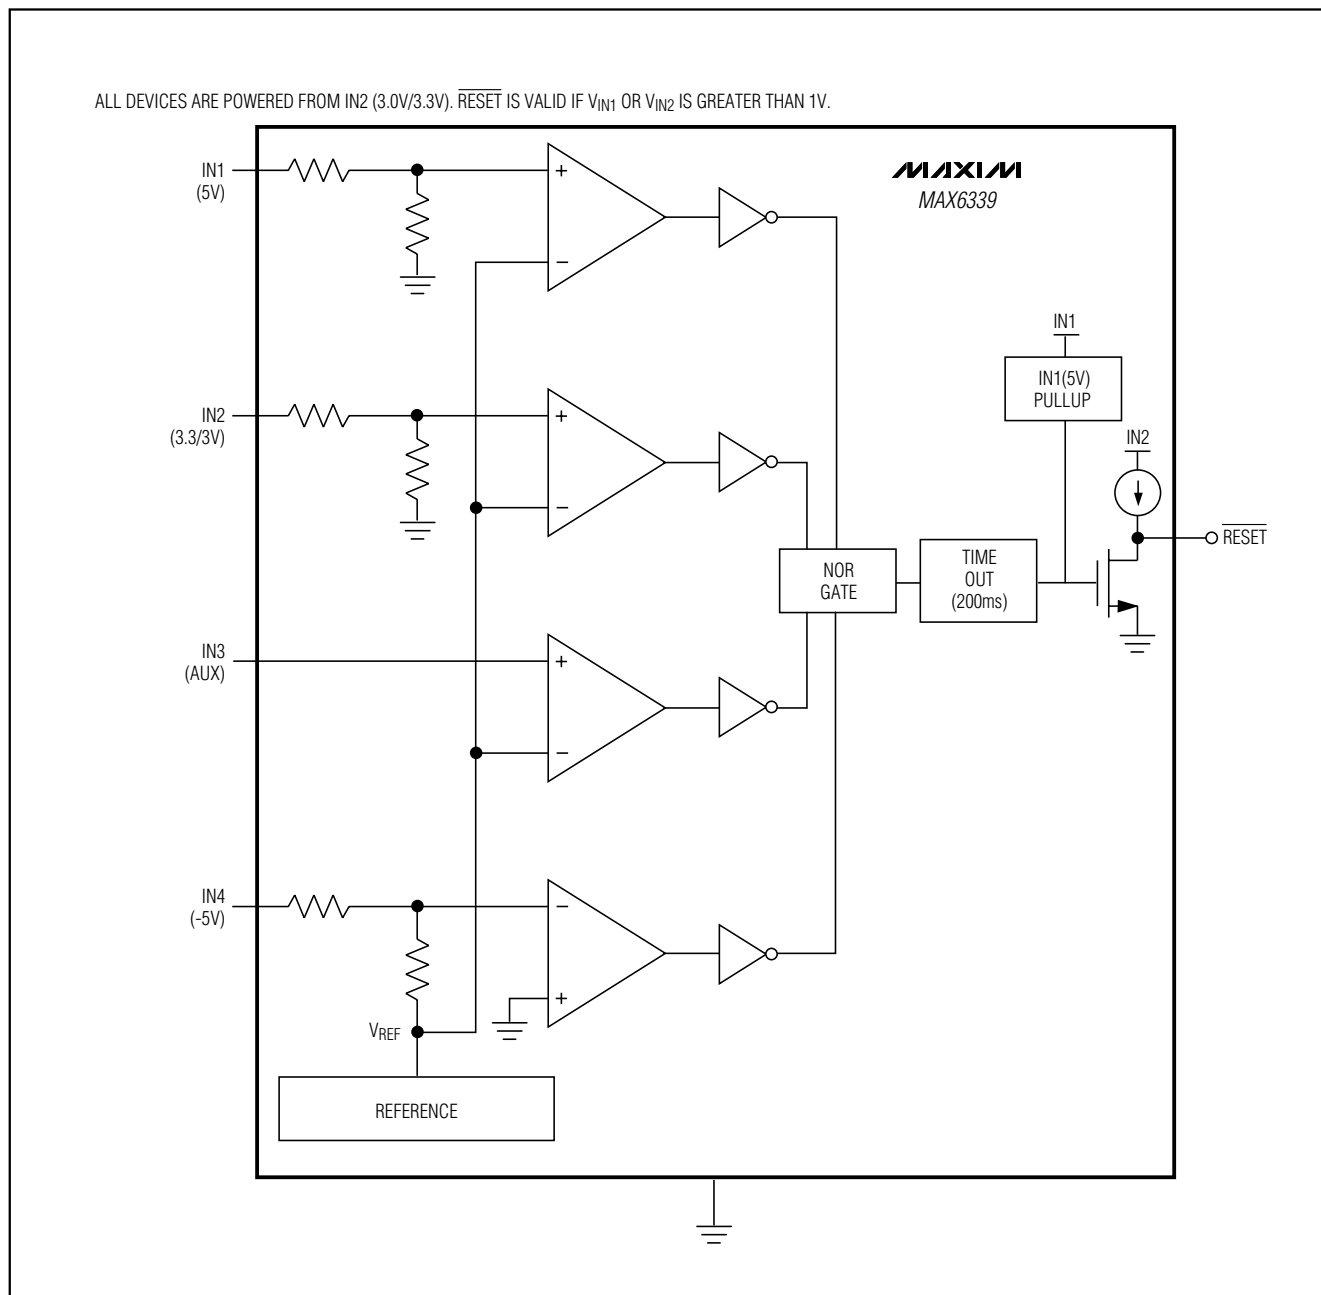 ALL DEVICES ARE POWERED FROM IN2 (3.0V/3.3V). RESET IS VALID IF VIN1 OR VIN2 IS GREATER THAN 1V.
IN1
(5V)
+
−
MAXIM
MAX6339
IN1
IN1(5V)
PULLUP
IN2
(3.3/3V)
+
−
IN2
RESET
NOR
GATE
TIME
OUT
(200ms)
IN3
(AUX)
+
−
IN4
(-5V)
−
+
VREF
REFERENCE